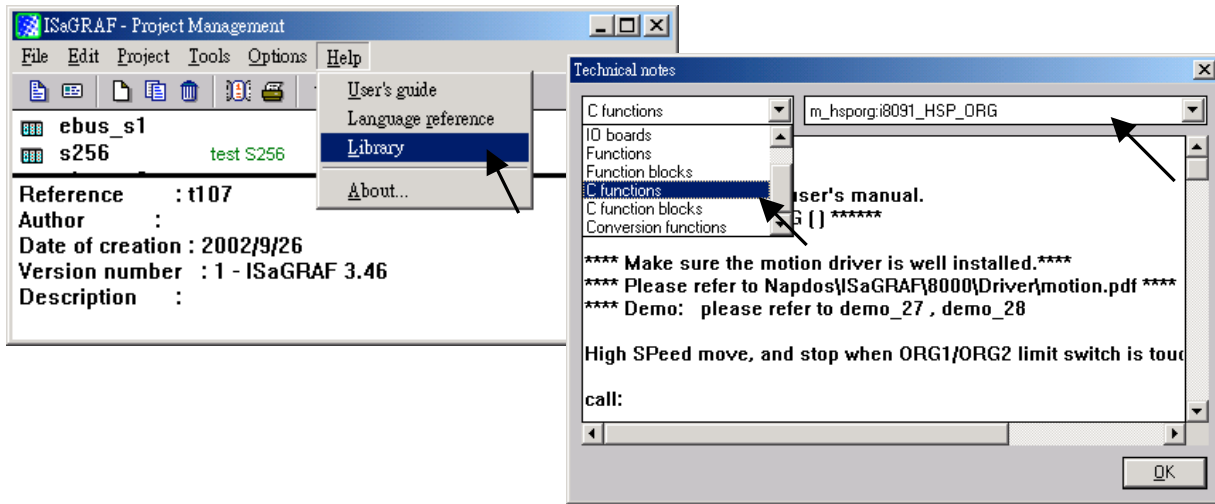 ISaGRAF - Project Management
File Edit Project Tools Options Help
User's guide
Language reference
Library
About...
ebus_s1
s256 test S256
Reference : t107
Author :
Date of creation : 2002/9/26
Version number : 1 - ISaGRAF 3.46
Description :
Technical notes
C functions m_hsporg:i8091_HSP_ORG
IO boards
Functions
Function blocks
C functions
C function blocks
Conversion functions
user's manual.
() ******
**** Make sure the motion driver is well installed.****
**** Please refer to Napdos\ISaGRAF\8000\Driver\motion.pdf ****
**** Demo: please refer to demo_27 , demo_28
High SPeed move, and stop when ORG1/ORG2 limit switch is
call:
OK